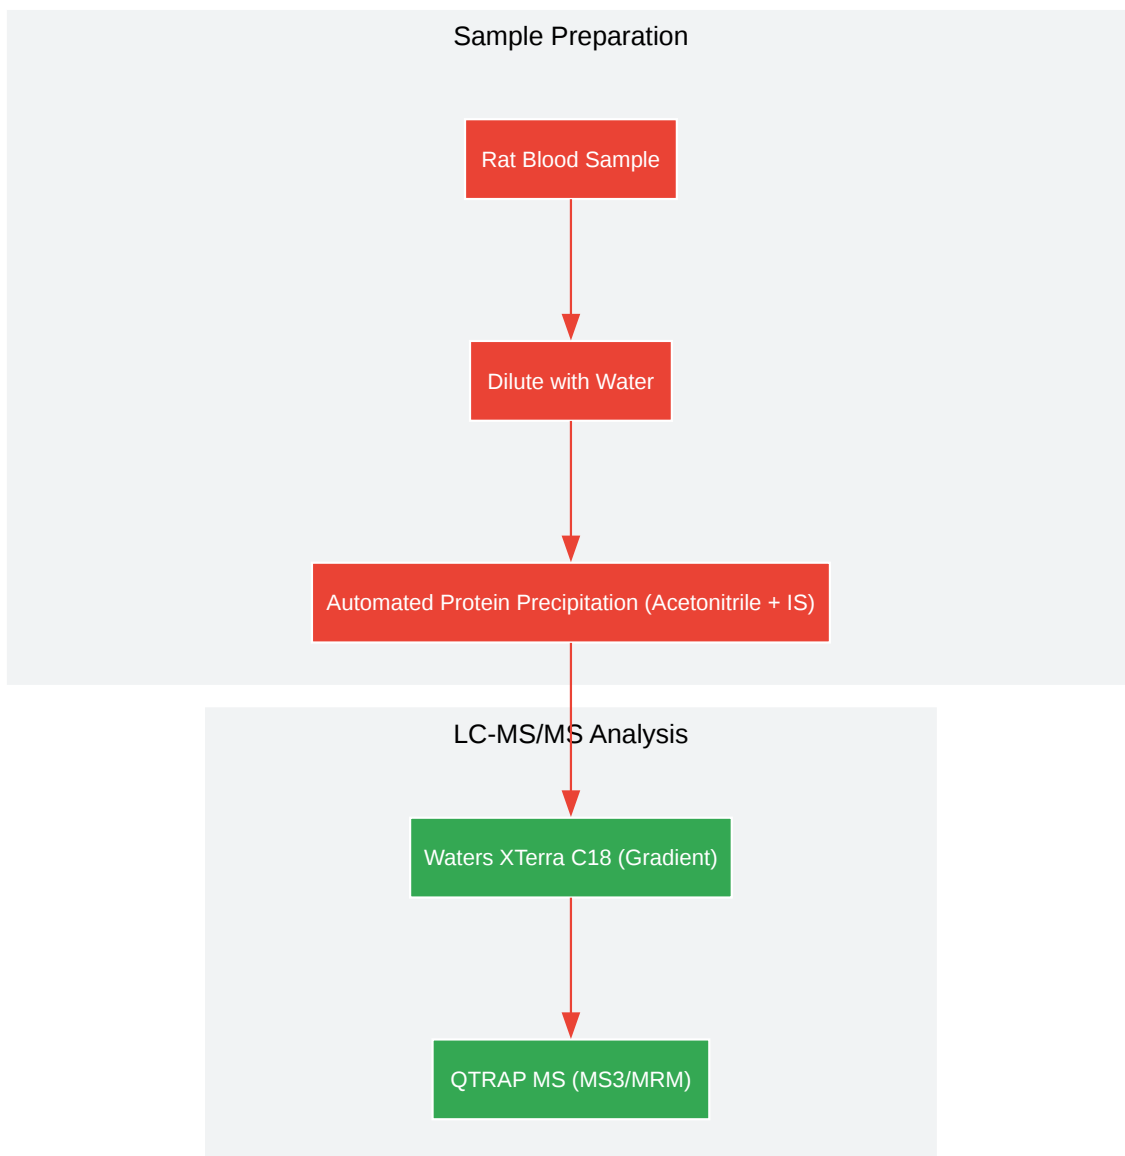 Sample Preparation
Rat Blood Sample
Dilute with Water
Automated Protein Precipitation (Acetonitrile + IS)
LC-MS/MS Analysis
Waters XTerra C18 (Gradient)
QTRAP MS (MS3/MRM)